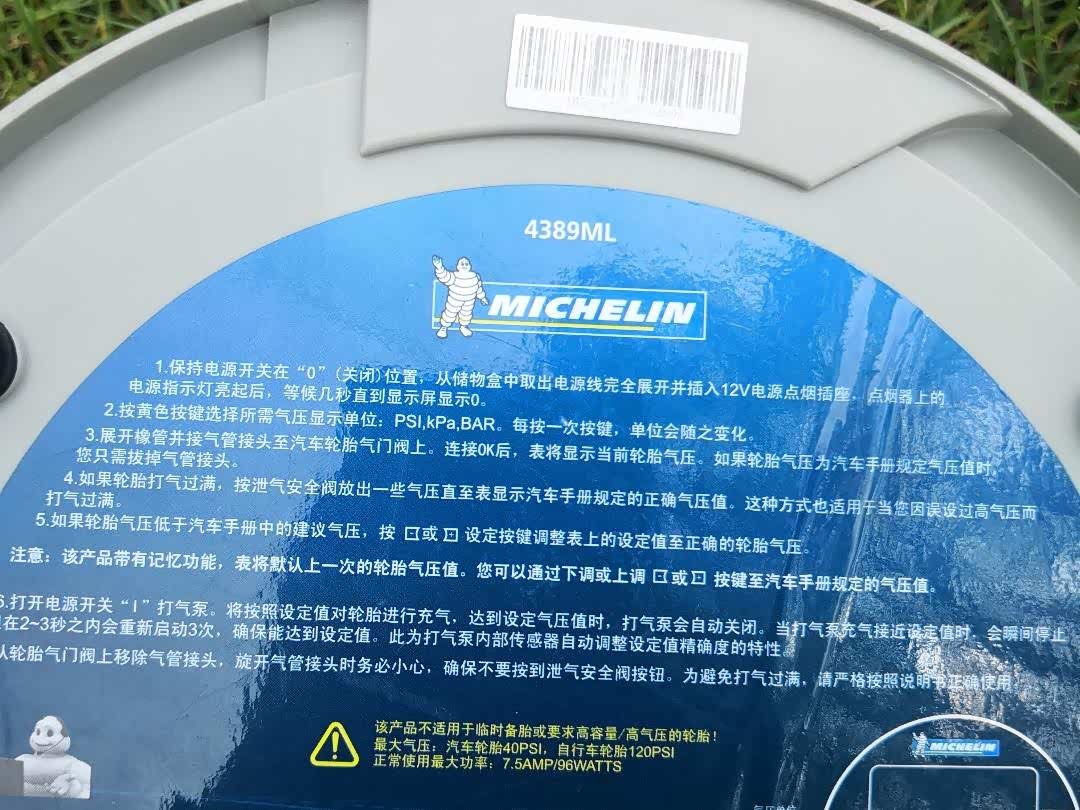 4389ML
MICHELIN
1.保持电源开关在“0”(关闭)位置，从储物盒中取出电源线完全展开并插入12V电源点烟插座，点烟器上的
电源指示灯亮起后，等候几秒直到显示屏显示0。
2.按黄色按键选择所需气压显示单位：PSI,kPa,BAR。每按一次按键，单位会随之变化。
3.展开橡管并接气管接头至汽车轮胎气门阀上。连接OK后，表将显示当前轮胎气压。如果轮胎气压为汽车手册规定气压值时，
您只需拔掉气管接头。
4.如果轮胎打气过满，按泄气安全阀放出一些气压直至表显示汽车手册规定的正确气压值。这种方式也适用于当您因误设过高气压而
打气过满。
5.如果轮胎气压低于汽车手册中的建议气压，按 或 设定按键调整表上的设定值至正确的轮胎气压。
注意：该产品带有记忆功能，表将默认上一次的轮胎气压值。您可以通过下调或上调 或 按键至汽车手册规定的气压值。
6.打开电源开关“I”打气泵。将按照设定值对轮胎进行充气，达到设定气压值时，打气泵会自动关闭。当打气泵充气接近设定值时，会瞬间停止
在2~3秒之内会重新启动3次，确保能达到设定值。此为打气泵内部传感器自动调整设定值精确度的特性。
从轮胎气门阀上移除气管接头，旋开气管接头时务必小心，确保不要按到泄气安全阀按钮。为避免打气过满，请严格按照说明书正确使用。
该产品不适用于临时备胎或要求高容量/高气压的轮胎！
最大气压：汽车轮胎40PSI，自行车轮胎120PSI
正常使用最大功率：7.5AMP/96WATTS
MICHELIN